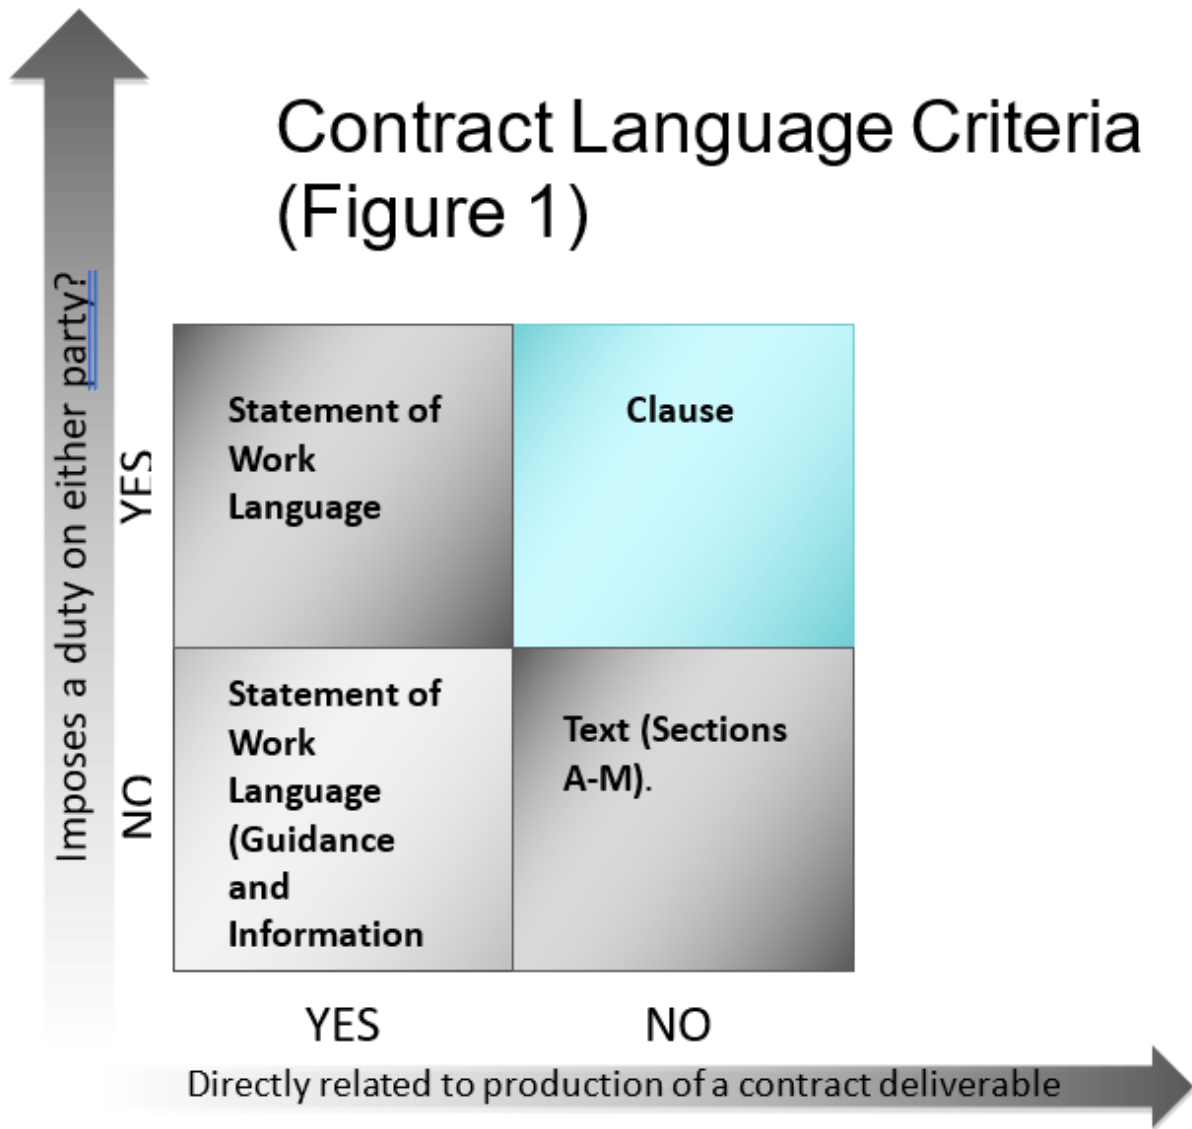 Contract Language Criteria
(Figure 1)
Imposes a duty on either party?
YES
NO
Statement of
Work
Language
Clause
Statement of
Work
Language
(Guidance
and
Information
Text (Sections
A-M).
YES
NO
Directly related to production of a contract deliverable